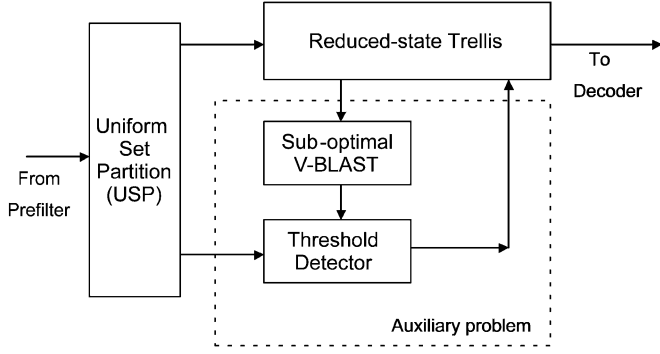 Reduced-state Trellis
To
Decoder
Uniform
Set
Partition
(USP)
Sub-optimal
V-BLAST
From
Prefilter
Threshold
Detector
Auxiliary problem